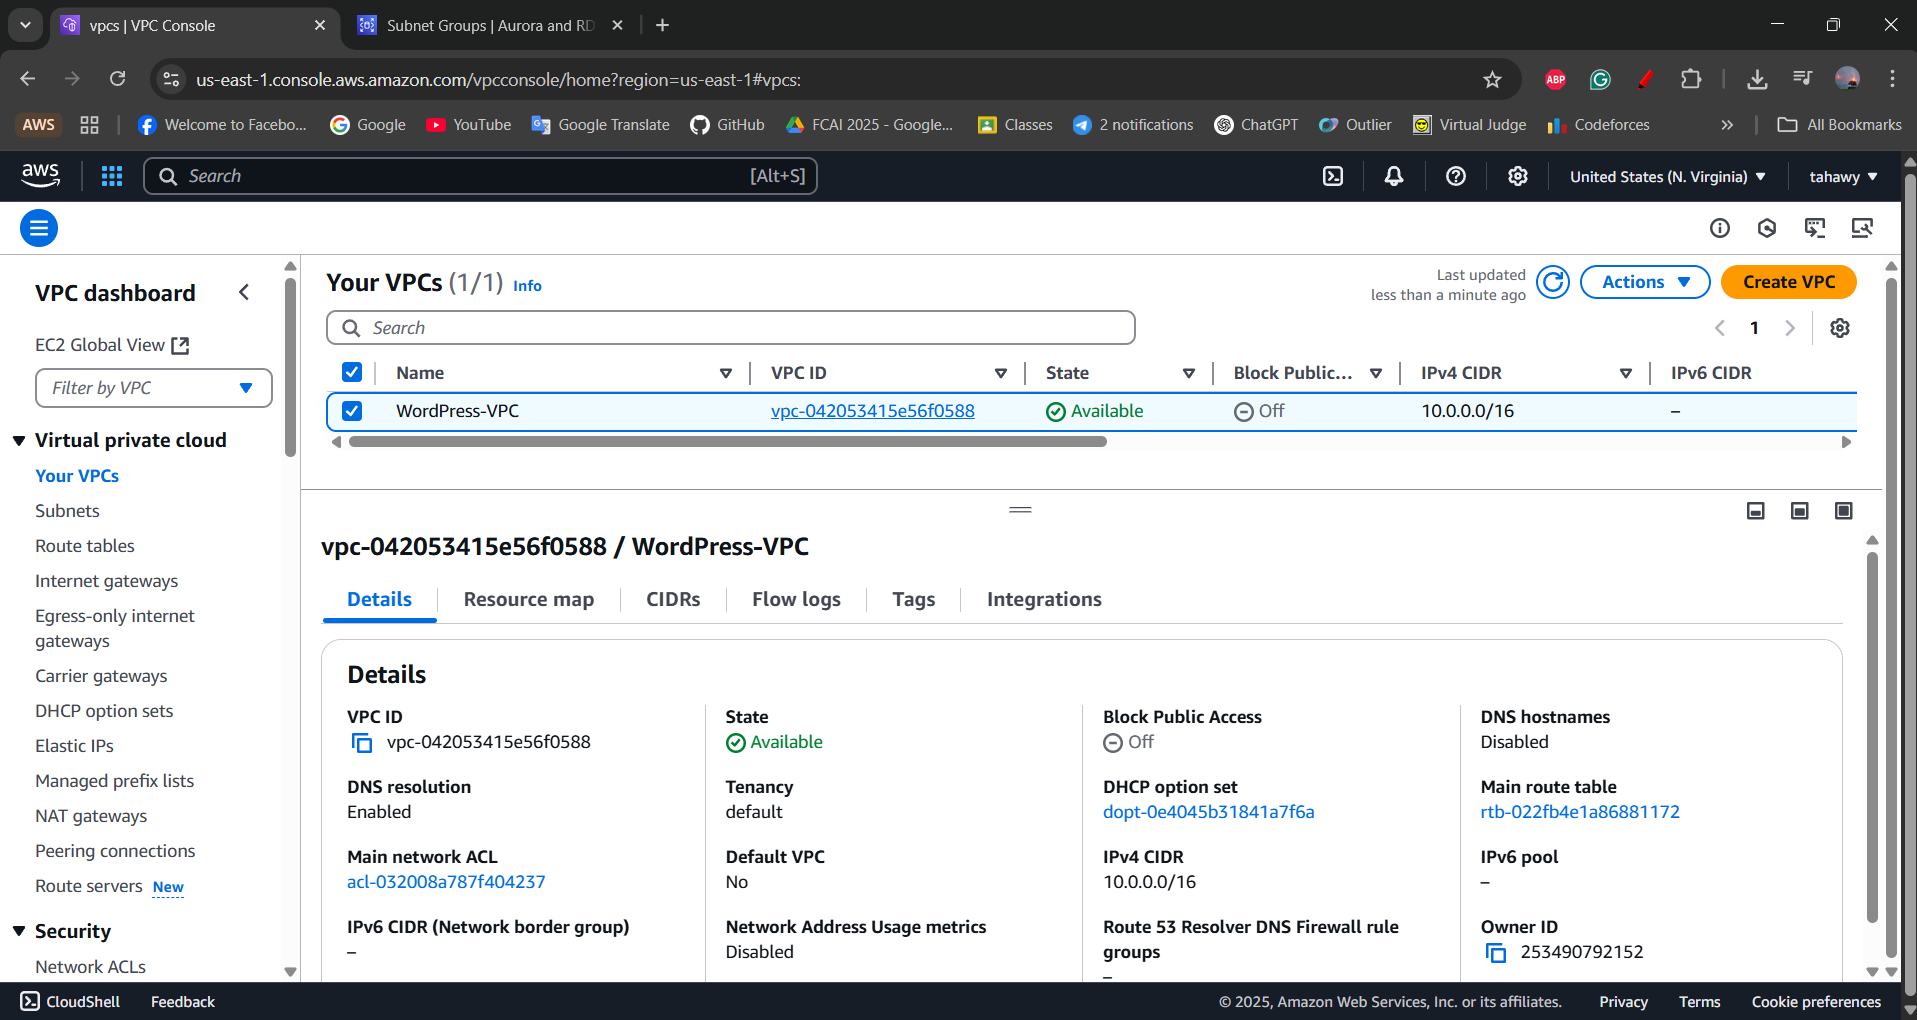 vpcs | VPC Console
Subnet Groups | Aurora and RD
us-east-1.console.aws.amazon.com/vpcconsole/home?region=us-east-1#vpcs:
ABP
AWS
Welcome to Facebo...
Google
YouTube
Google Translate
GitHub
FCAI 2025 - Google...
Classes
2 notifications
ChatGPT
Outlier
Virtual Judge
Codeforces
All Bookmarks
aws
Search
[Alt+S]
United States (N. Virginia)
tahawy
VPC dashboard
EC2 Global View
Filter by VPC
Virtual private cloud
Your VPCs
Subnets
Route tables
Internet gateways
Egress-only internet
gateways
Carrier gateways
DHCP option sets
Elastic IPs
Managed prefix lists
NAT gateways
Peering connections
Route servers New
Security
Network ACLs
Your VPCs (1/1) Info
Last updated
less than a minute ago
Actions
Create VPC
Search
1
Name
VPC ID
State
Block Public...
IPv4 CIDR
IPv6 CIDR
WordPress-VPC
vpc-042053415e56f0588
Available
Off
10.0.0.0/16
–
vpc-042053415e56f0588 / WordPress-VPC
Details
Resource map
CIDRs
Flow logs
Tags
Integrations
Details
VPC ID
vpc-042053415e56f0588
State
Available
Block Public Access
Off
DNS hostnames
Disabled
DNS resolution
Enabled
Tenancy
default
DHCP option set
dopt-0e4045b31841a7f6a
Main route table
rtb-022fb4e1a86881172
Main network ACL
acl-032008a787f404237
Default VPC
No
IPv4 CIDR
10.0.0.0/16
IPv6 pool
–
IPv6 CIDR (Network border group)
–
Network Address Usage metrics
Disabled
Route 53 Resolver DNS Firewall rule
groups
–
Owner ID
253490792152
CloudShell
Feedback
© 2025, Amazon Web Services, Inc. or its affiliates.
Privacy
Terms
Cookie preferences